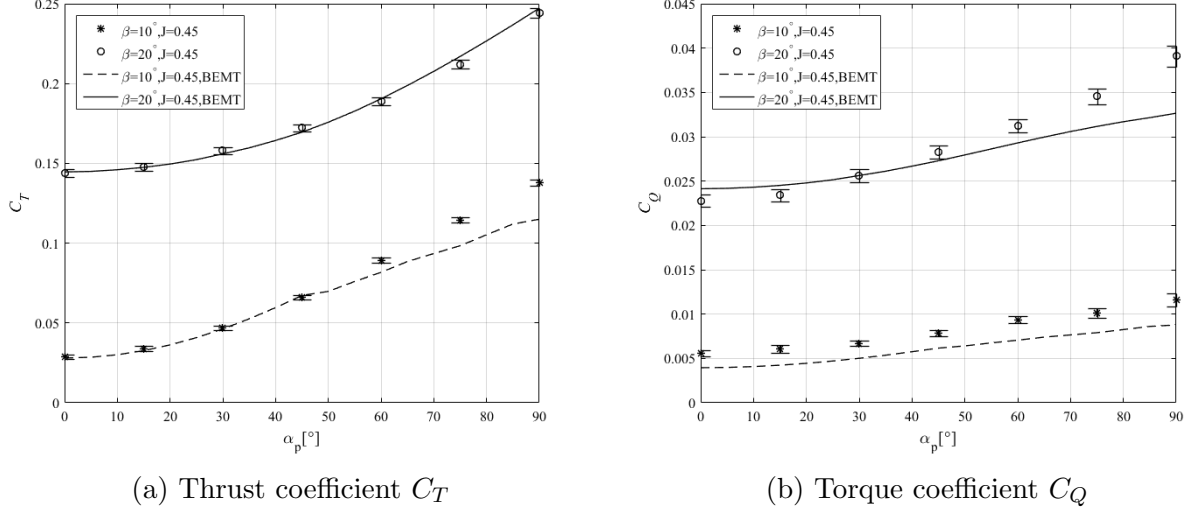 0.25
0.2
0.15
0.1
0.05
0
C_T
β=10°,J=0.45
β=20°,J=0.45
β=10°,J=0.45,BEMT
β=20°,J=0.45,BEMT
0 10 20 30 40 50 60 70 80 90
α_p[°]
(a) Thrust coefficient C_T
0.045
0.04
0.035
0.03
0.025
0.02
0.015
0.01
0.005
0
C_Q
β=10°,J=0.45
β=20°,J=0.45
β=10°,J=0.45,BEMT
β=20°,J=0.45,BEMT
0 10 20 30 40 50 60 70 80 90
α_p[°]
(b) Torque coefficient C_Q